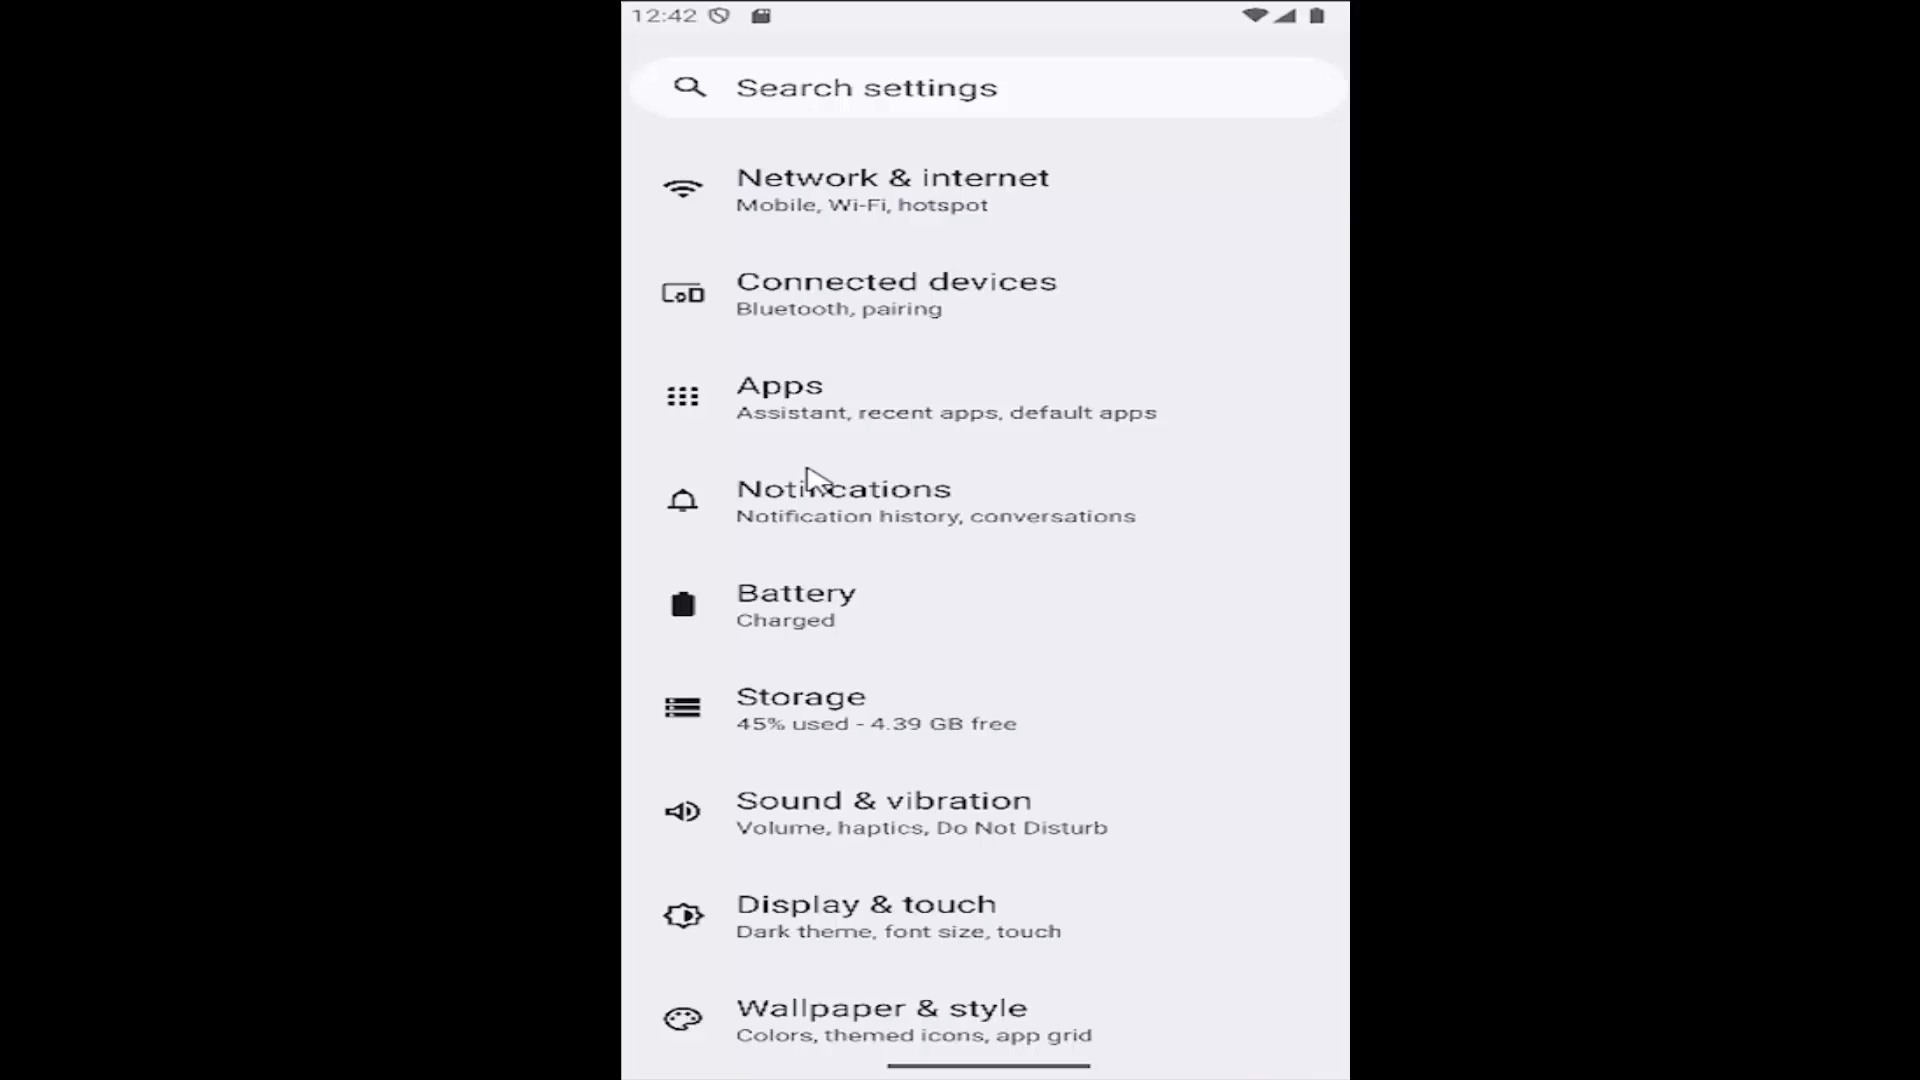 12:42
Search settings
Network & internet
Mobile, Wi-Fi, hotspot
Connected devices
Bluetooth, pairing
Apps
Assistant, recent apps, default apps
Notifications
Notification history, conversations
Battery
Charged
Storage
45% used - 4.39 GB free
Sound & vibration
Volume, haptics, Do Not Disturb
Display & touch
Dark theme, font size, touch
Wallpaper & style
Colors, themed icons, app grid